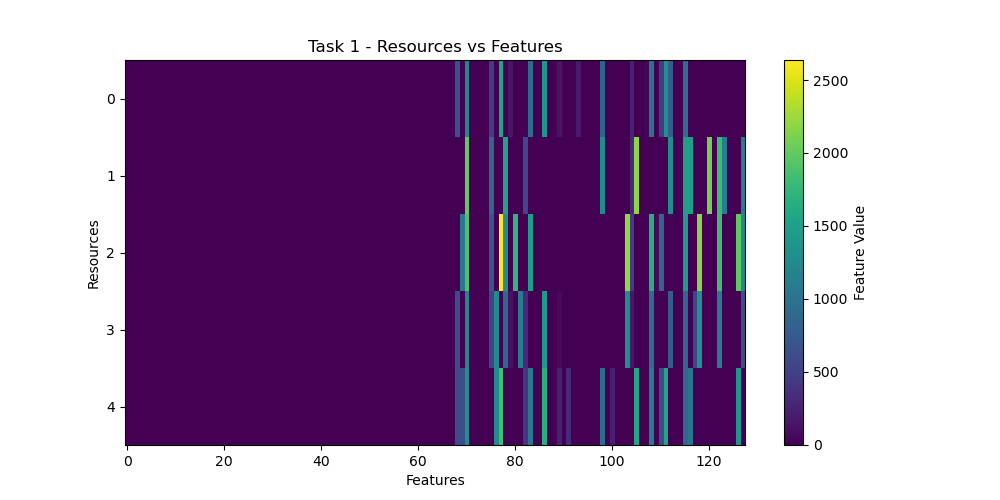 Task 1 - Resources vs Features
0
1
2
3
4
Resources
0 20 40 60 80 100 120
Features
2500
2000
1500
1000
500
0
Feature Value